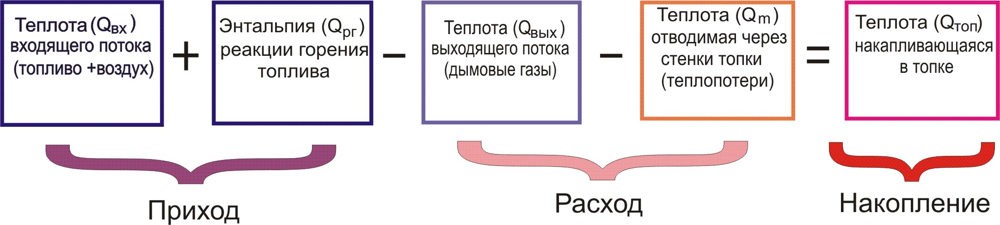 Теплота (Qвх)
входящего потока
(топливо +воздух)
+
Энтальпия (Qрг)
реакции горения
топлива
–
Теплота (Qвых)
выходящего потока
(дымовые газы)
–
Теплота (Qm)
отводимая через
стенки топки
(теплопотери)
=
Теплота (Qтоп)
накапливающаяся
в топке
Приход
Расход
Накопление